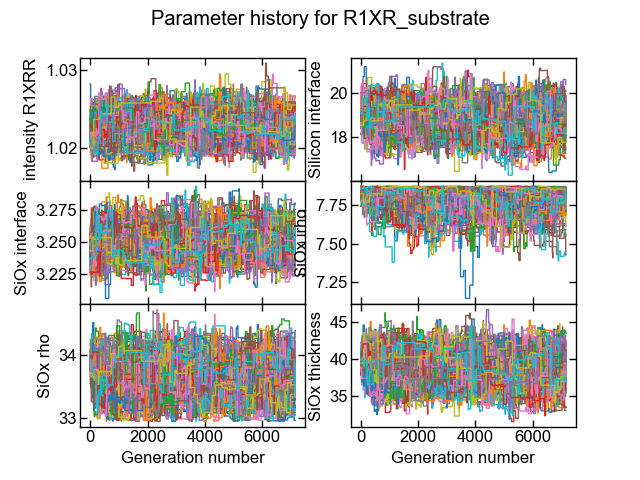 Parameter history for R1XR_substrate
intensity R1XRR
1.03
1.02
Silicon interface
20
18
SiOx interface
3.275
3.250
3.225
SiOx irho
7.75
7.50
7.25
SiOx rho
34
33
0
2000
4000
6000
Generation number
SiOx thickness
45
40
35
0
2000
4000
6000
Generation number